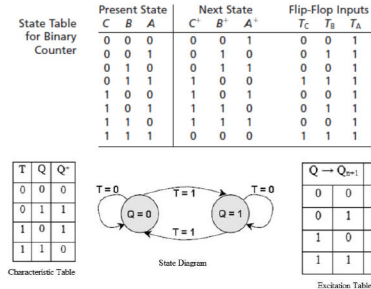 State Table
for Binary
Counter
Present State Next State Flip-Flop Inputs
C B A C⁺ B⁺ A⁺ T_C T_B T_A
0 0 0 0 0 1 0 0 1
0 0 1 0 1 0 0 1 1
0 1 0 0 1 1 0 0 1
0 1 1 1 0 0 1 1 1
1 0 0 1 0 1 0 0 1
1 0 1 1 1 0 0 1 1
1 1 0 1 1 1 0 0 1
1 1 1 0 0 0 1 1 1
T Q Q⁺
0 0 0
0 1 1
1 0 1
1 1 0
Characteristic Table
T = 0 T = 1 T = 0
Q = 0 Q = 1
T = 1
State Diagram
Q → Qn+1
0 0
0 1
1 0
1 1
Excitation Table